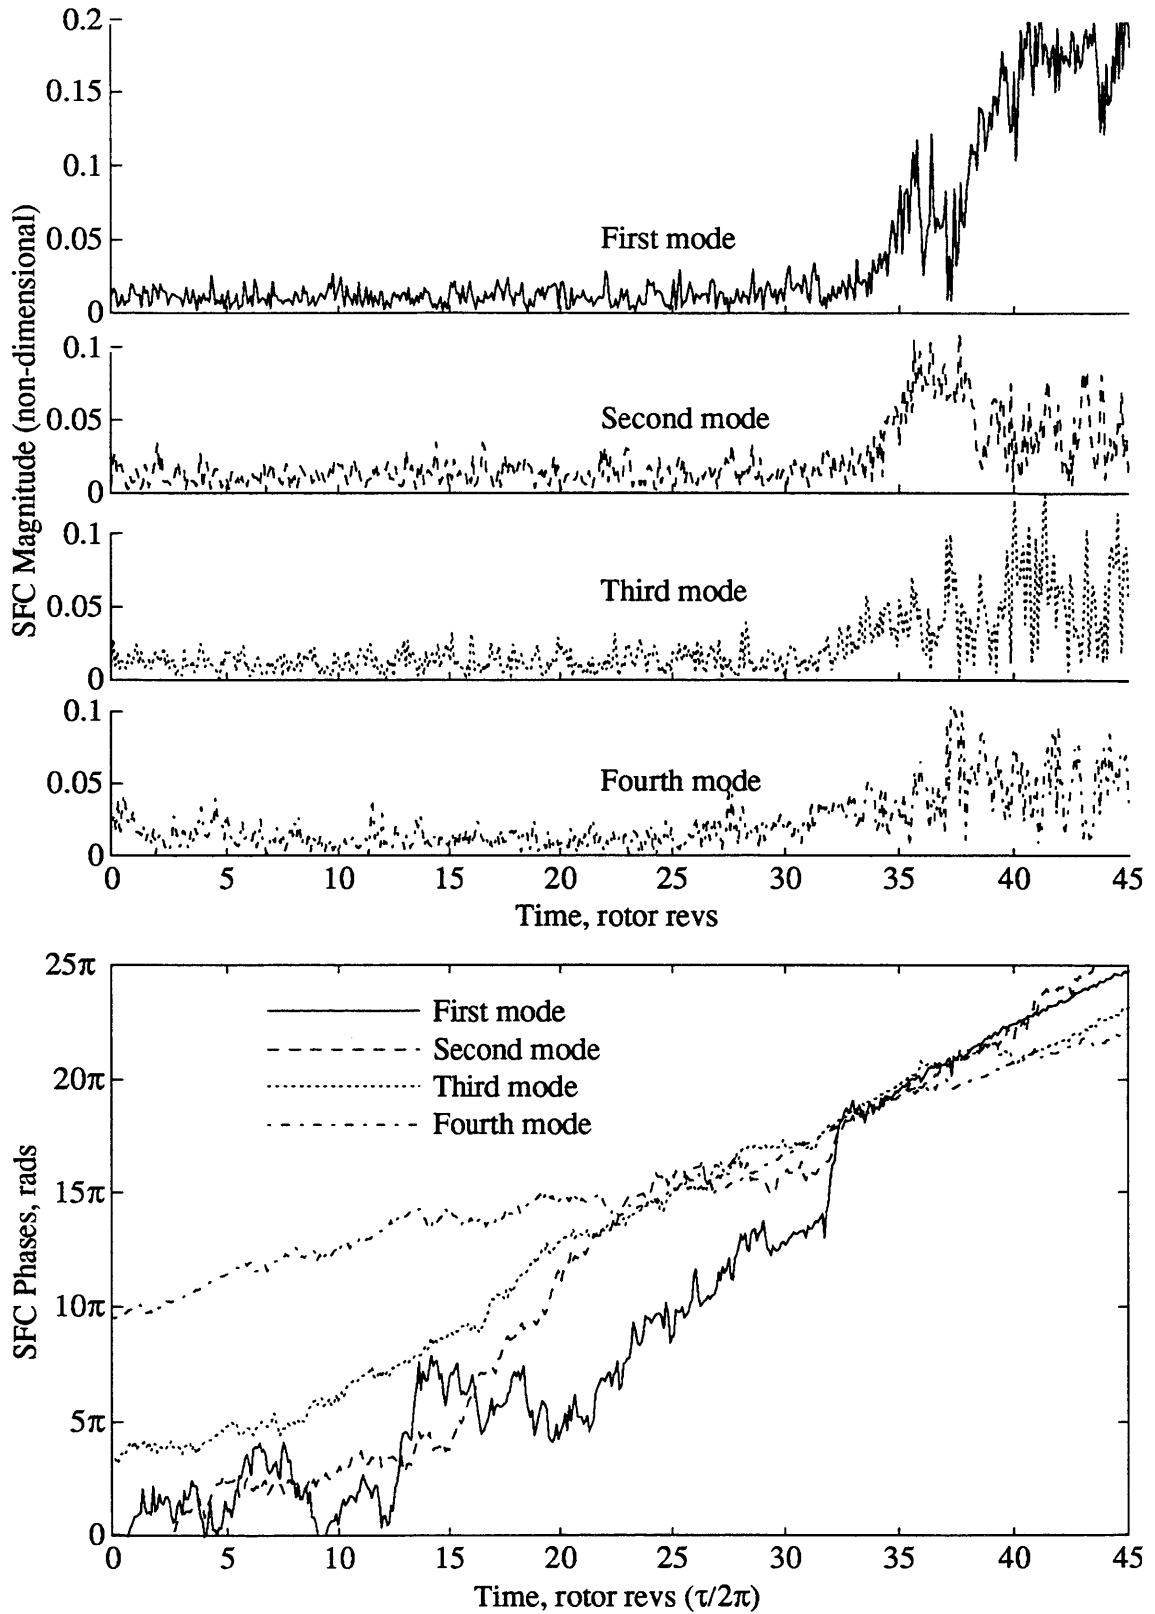 SFC Magnitude (non-dimensional)
0.2
0.15
0.1
0.05
0
First mode
0.1
0.05
0
Second mode
0.1
0.05
0
Third mode
0.1
0.05
0
Fourth mode
0 5 10 15 20 25 30 35 40 45
Time, rotor revs
SFC Phases, rads
25π
20π
15π
10π
5π
0
First mode
Second mode
Third mode
Fourth mode
0 5 10 15 20 25 30 35 40 45
Time, rotor revs (τ/2π)